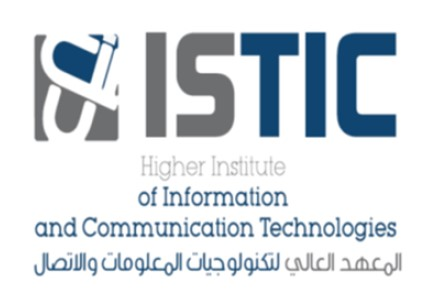 ISTIC
Higher Institute
of Information
and Communication Technologies
المعهد العالي لتكنولوجيات المعلومات والاتصال